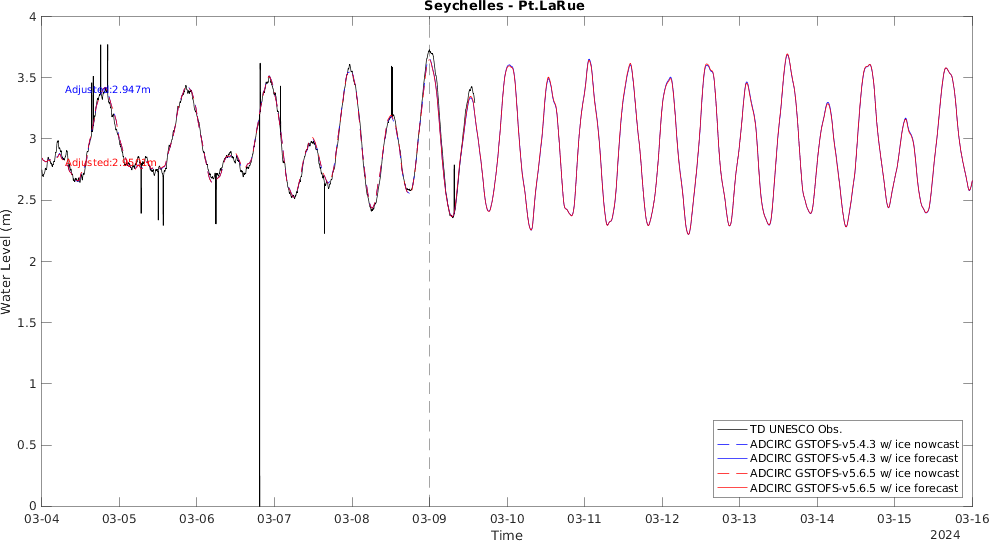 Seychelles - Pt.LaRue
4
3.5
3
2.5
2
1.5
1
0.5
0
Water Level (m)
Adjusted:2.947m
03-04
03-05
03-06
03-07
03-08
03-09
03-10
03-11
03-12
03-13
03-14
03-15
03-16
Time
2024
TD UNESCO Obs.
ADCIRC GSTOFS-v5.4.3 w/ ice nowcast
ADCIRC GSTOFS-v5.4.3 w/ ice forecast
ADCIRC GSTOFS-v5.6.5 w/ ice nowcast
ADCIRC GSTOFS-v5.6.5 w/ ice forecast